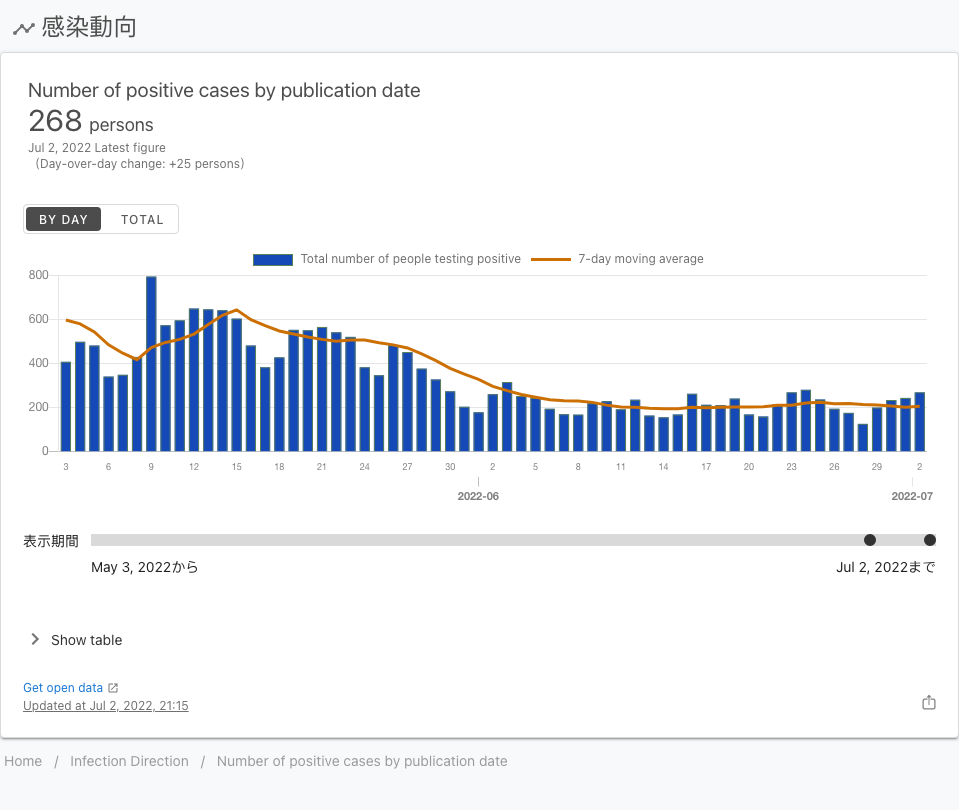 感染動向
Number of positive cases by publication date
268 persons
Jul 2, 2022 Latest figure
(Day-over-day change: +25 persons)
BY DAY TOTAL
Total number of people testing positive 7-day moving average
800
600
400
200
0
3 6 9 12 15 18 21 24 27 30 2 5 8 11 14 17 20 23 26 29 2
2022-06 2022-07
表示期間
May 3, 2022から Jul 2, 2022まで
Show table
Get open data
Updated at Jul 2, 2022, 21:15
Home / Infection Direction / Number of positive cases by publication date